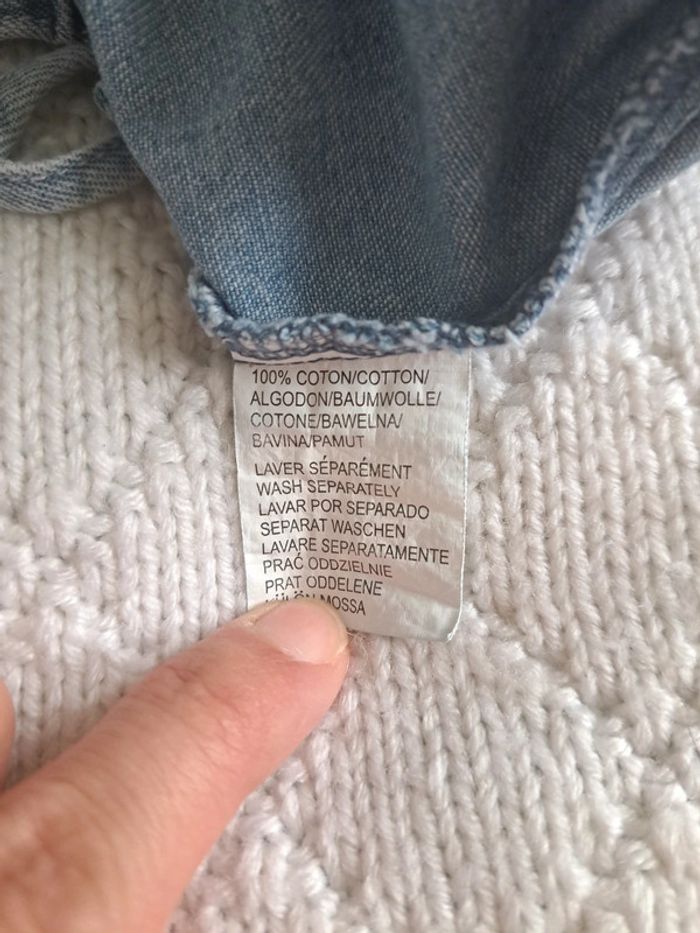 100% COTON/COTTON/
ALGODON/BAUMWOLLE/
COTONE/BAWELNA/
BAVINA/PAMUT
LAVER SÉPARÉMENT
WASH SEPARATELY
LAVAR POR SEPARADO
SEPARAT WASCHEN
LAVARE SEPARATAMENTE
PRAĆ ODDZIELNIE
PRAT ODDELENE
MOSSA